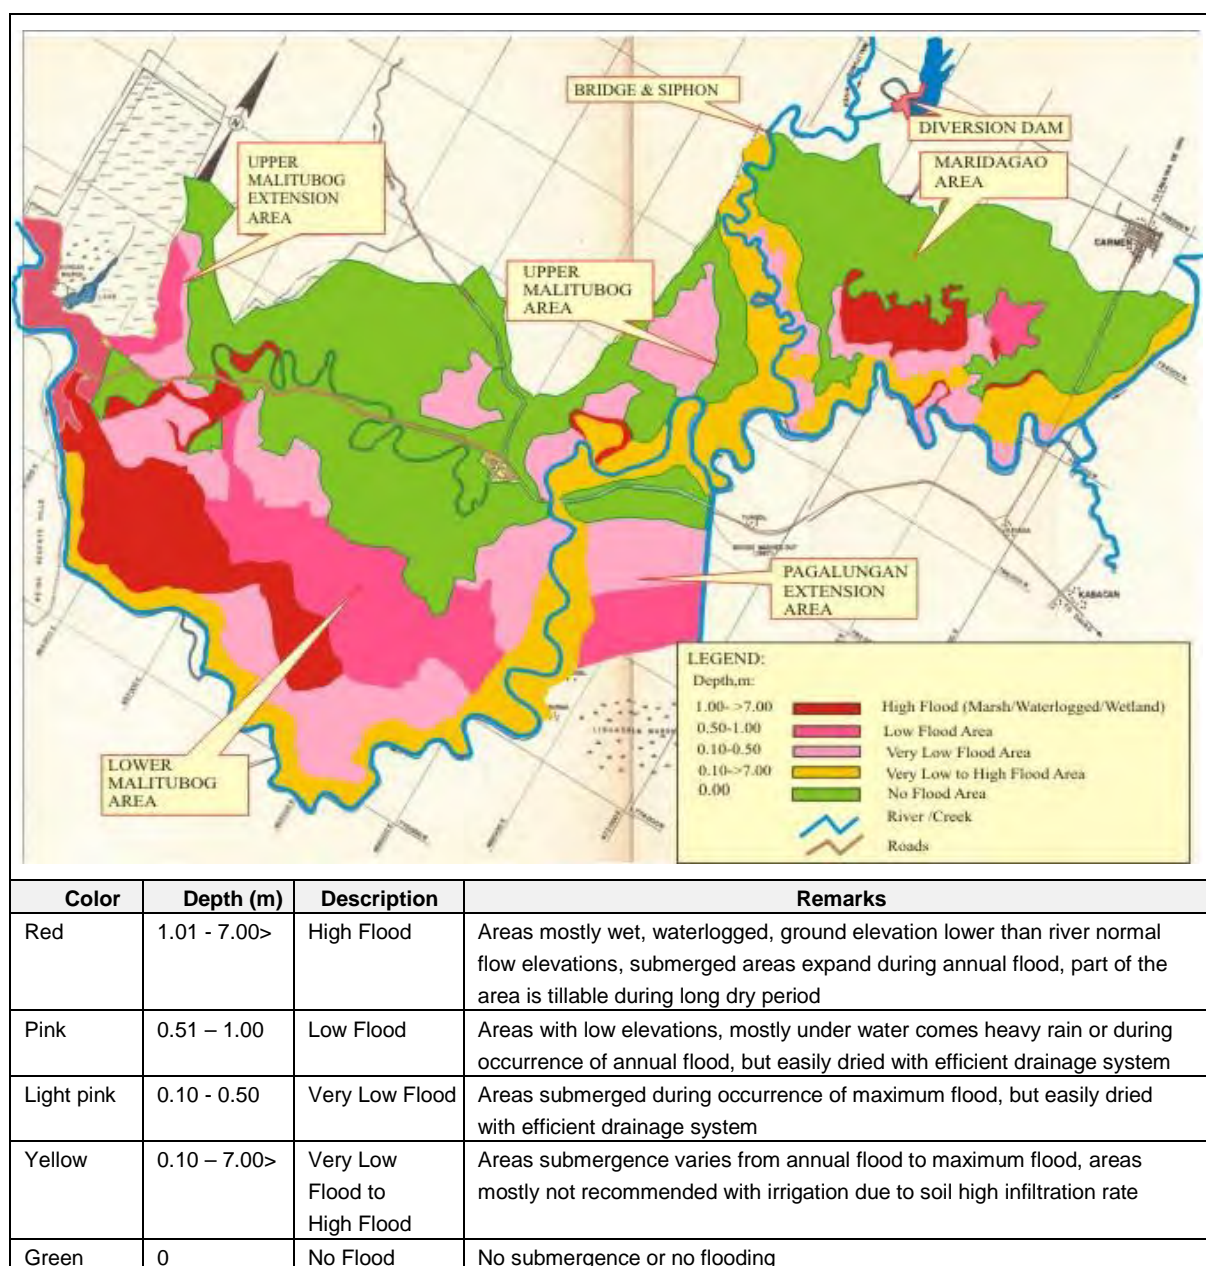 BRIDGE & SIPHON
DIVERSION DAM
UPPER
MALITUBOG
EXTENSION
AREA
MARIDAGAO
AREA
CARMEN
UPPER
MALITUBOG
AREA
LAKE
TUNNEL
PAGALUNGAN
EXTENSION
AREA
KABACAN
LOWER
MALITUBOG
AREA
LEGEND:
Depth,m:
1.00- >7.00 High Flood (Marsh/Waterlogged/Wetland)
0.50-1.00 Low Flood Area
0.10-0.50 Very Low Flood Area
0.10->7.00 Very Low to High Flood Area
0.00 No Flood Area
River /Creek
Roads
Color Depth (m) Description Remarks
Red 1.01 - 7.00> High Flood Areas mostly wet, waterlogged, ground elevation lower than river normal
flow elevations, submerged areas expand during annual flood, part of the
area is tillable during long dry period
Pink 0.51 – 1.00 Low Flood Areas with low elevations, mostly under water comes heavy rain or during
occurrence of annual flood, but easily dried with efficient drainage system
Light pink 0.10 - 0.50 Very Low Flood Areas submerged during occurrence of maximum flood, but easily dried
with efficient drainage system
Yellow 0.10 – 7.00> Very Low Areas submergence varies from annual flood to maximum flood, areas
Flood to mostly not recommended with irrigation due to soil high infiltration rate
High Flood
Green 0 No Flood No submergence or no flooding